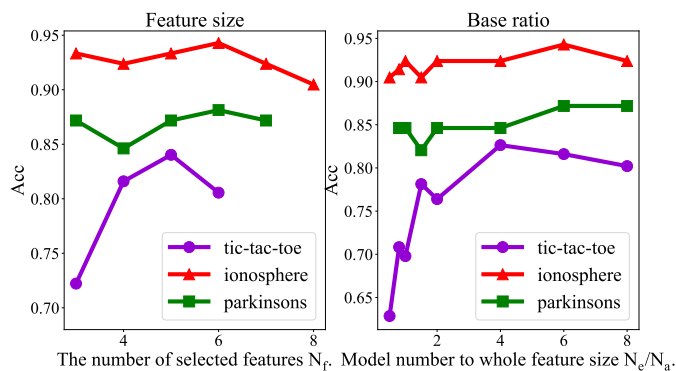 Feature size
Acc
0.95
0.90
0.85
0.80
0.75
0.70
4
6
8
tic-tac-toe
ionosphere
parkinsons
The number of selected features N_f.
Base ratio
Acc
0.95
0.90
0.85
0.80
0.75
0.70
0.65
2
4
6
8
tic-tac-toe
ionosphere
parkinsons
Model number to whole feature size N_e/N_a.